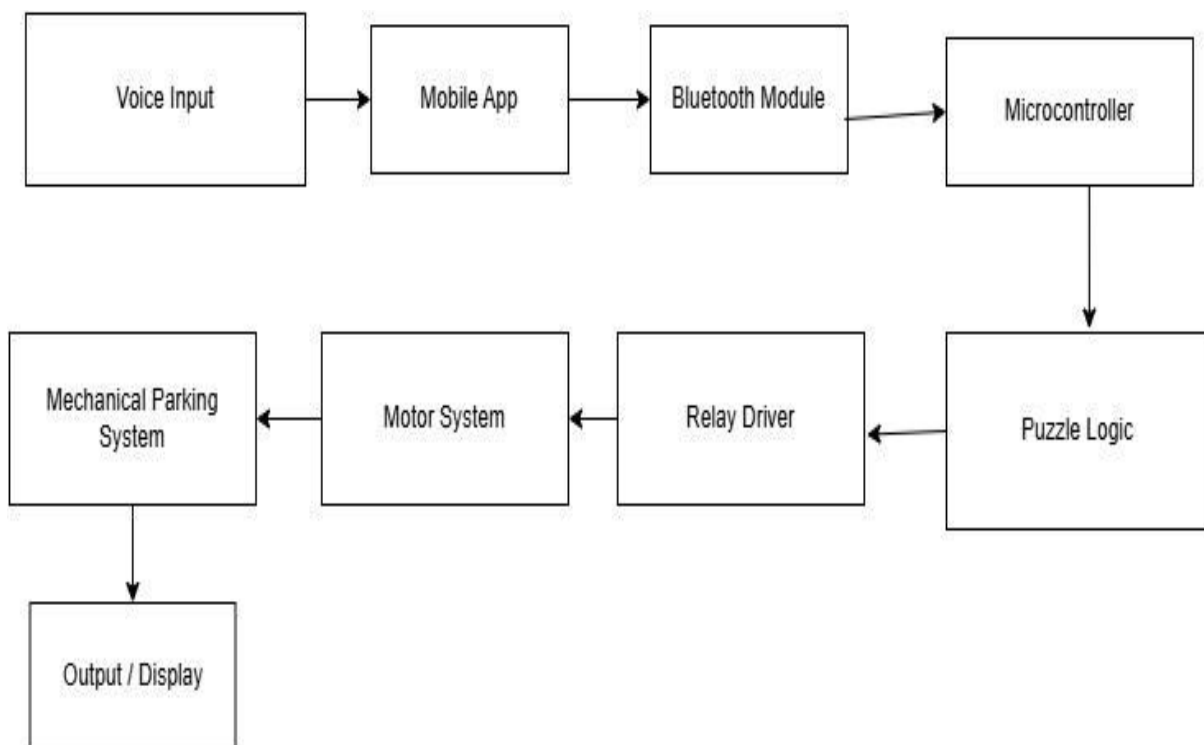 Voice Input
Mobile App
Bluetooth Module
Microcontroller
Mechanical Parking
System
Motor System
Relay Driver
Puzzle Logic
Output / Display